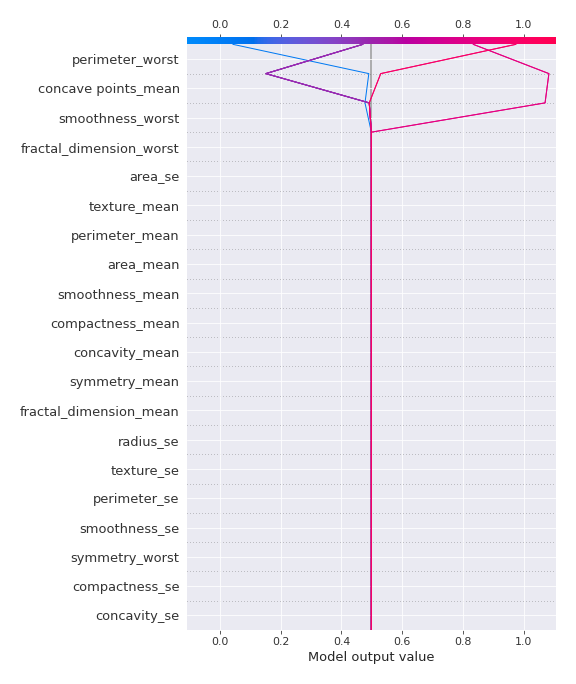 0.0 0.2 0.4 0.6 0.8 1.0
perimeter_worst
concave points_mean
smoothness_worst
fractal_dimension_worst
area_se
texture_mean
perimeter_mean
area_mean
smoothness_mean
compactness_mean
concavity_mean
symmetry_mean
fractal_dimension_mean
radius_se
texture_se
perimeter_se
smoothness_se
symmetry_worst
compactness_se
concavity_se
0.0 0.2 0.4 0.6 0.8 1.0
Model output value